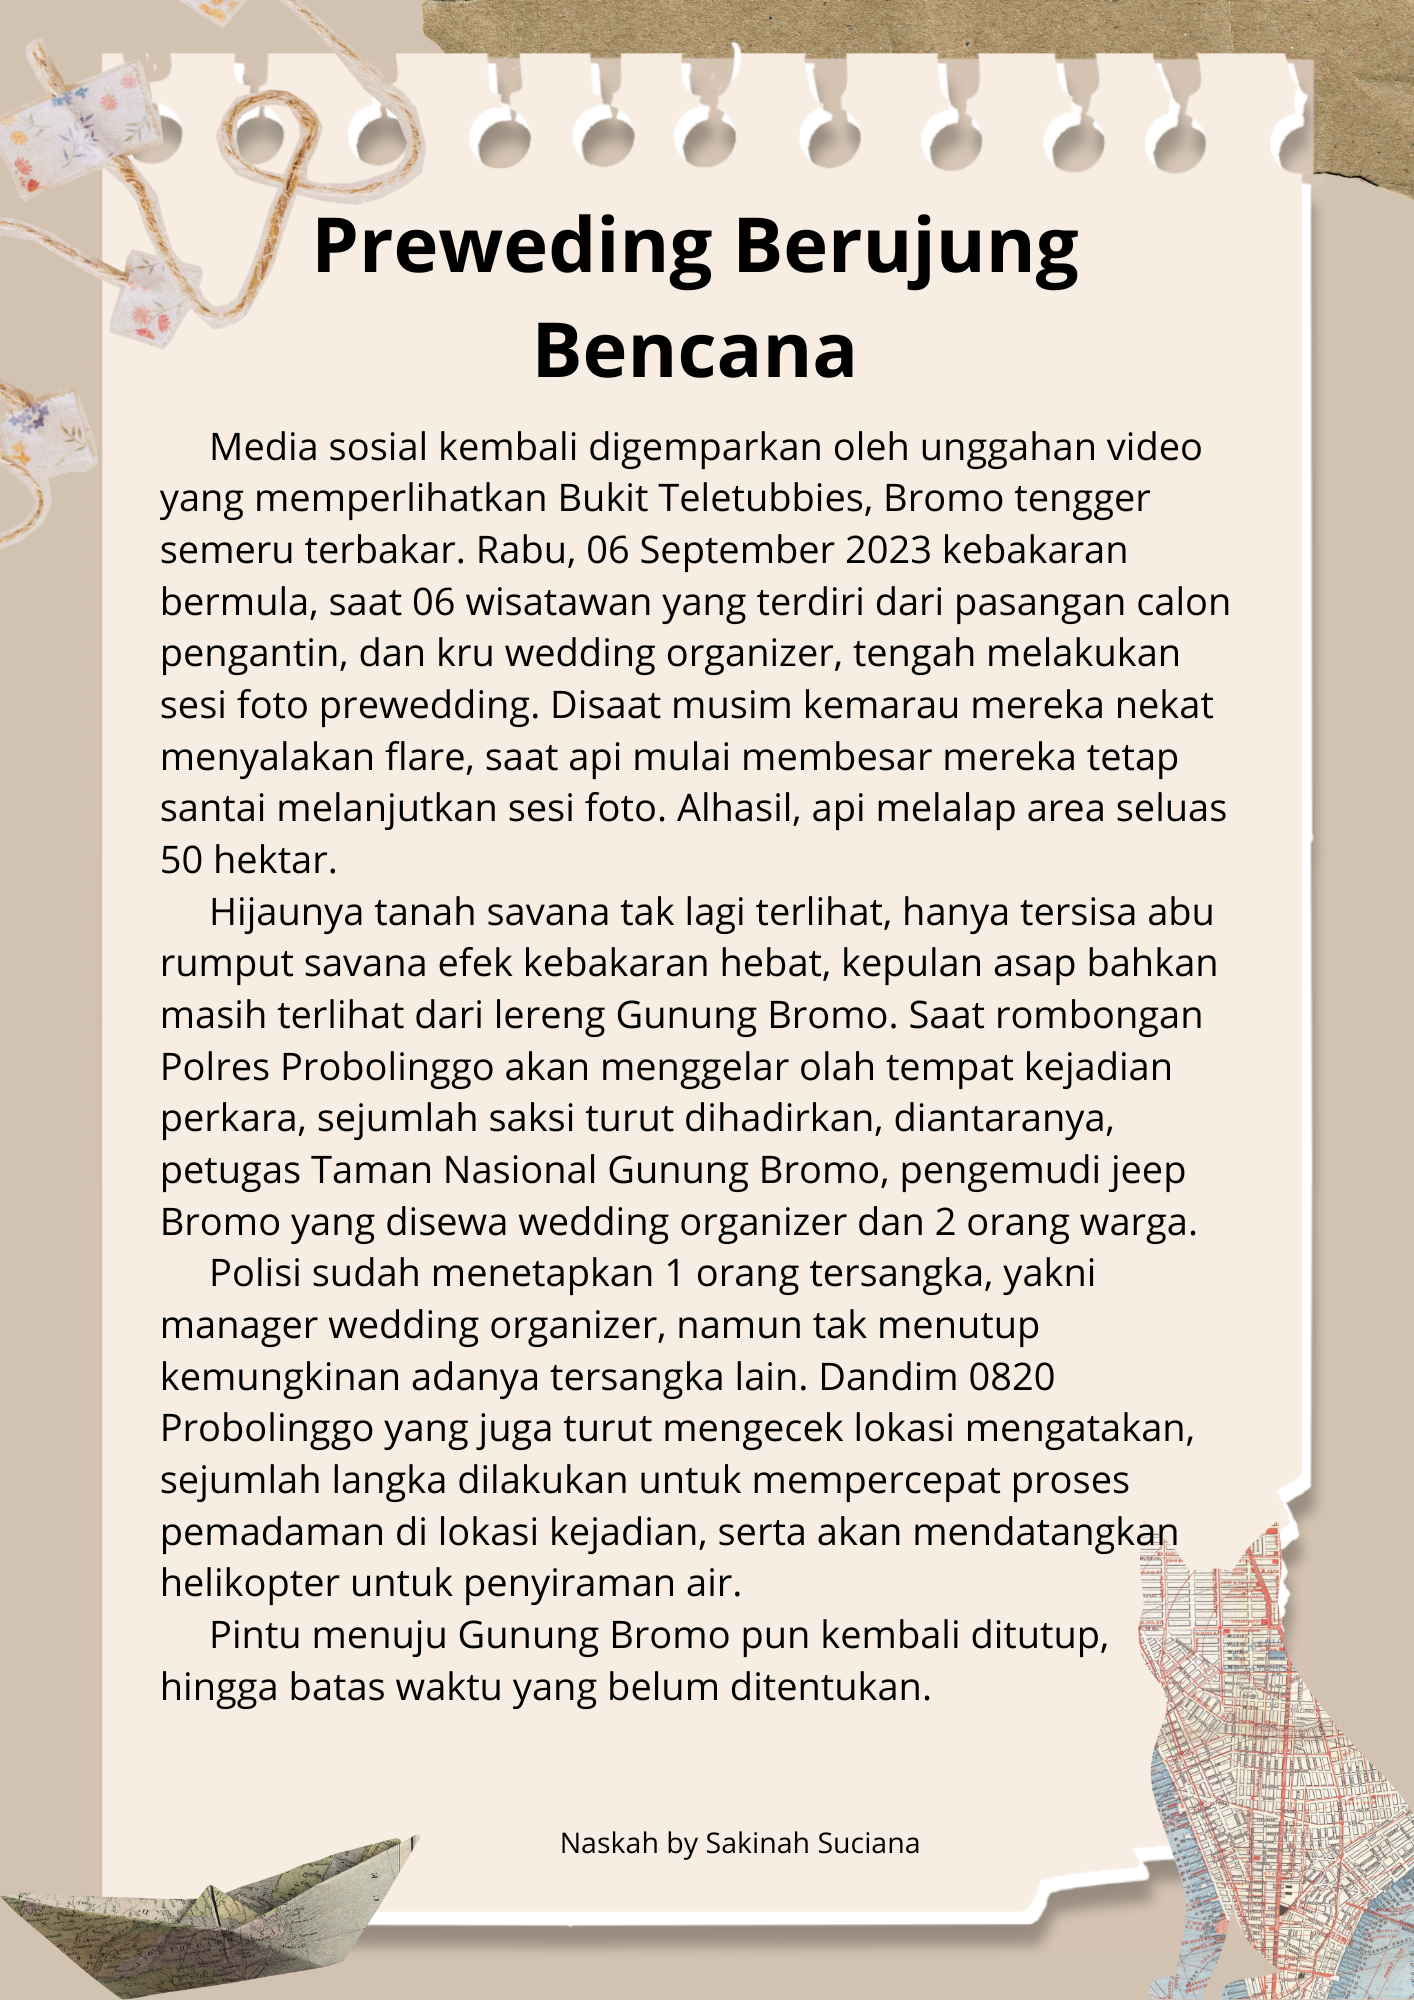 Preweding Berujung
Bencana
Media sosial kembali digemparkan oleh unggahan video
yang memperlihatkan Bukit Teletubbies, Bromo tengger
semeru terbakar. Rabu, 06 September 2023 kebakaran
bermula, saat 06 wisatawan yang terdiri dari pasangan calon
pengantin, dan kru wedding organizer, tengah melakukan
sesi foto prewedding. Disaat musim kemarau mereka nekat
menyalakan flare, saat api mulai membesar mereka tetap
santai melanjutkan sesi foto. Alhasil, api melalap area seluas
50 hektar.
Hijaunya tanah savana tak lagi terlihat, hanya tersisa abu
rumput savana efek kebakaran hebat, kepulan asap bahkan
masih terlihat dari lereng Gunung Bromo. Saat rombongan
Polres Probolinggo akan menggelar olah tempat kejadian
perkara, sejumlah saksi turut dihadirkan, diantaranya,
petugas Taman Nasional Gunung Bromo, pengemudi jeep
Bromo yang disewa wedding organizer dan 2 orang warga.
Polisi sudah menetapkan 1 orang tersangka, yakni
manager wedding organizer, namun tak menutup
kemungkinan adanya tersangka lain. Dandim 0820
Probolinggo yang juga turut mengecek lokasi mengatakan,
sejumlah langka dilakukan untuk mempercepat proses
pemadaman di lokasi kejadian, serta akan mendatangkan
helikopter untuk penyiraman air.
Pintu menuju Gunung Bromo pun kembali ditutup,
hingga batas waktu yang belum ditentukan.
Naskah by Sakinah Suciana